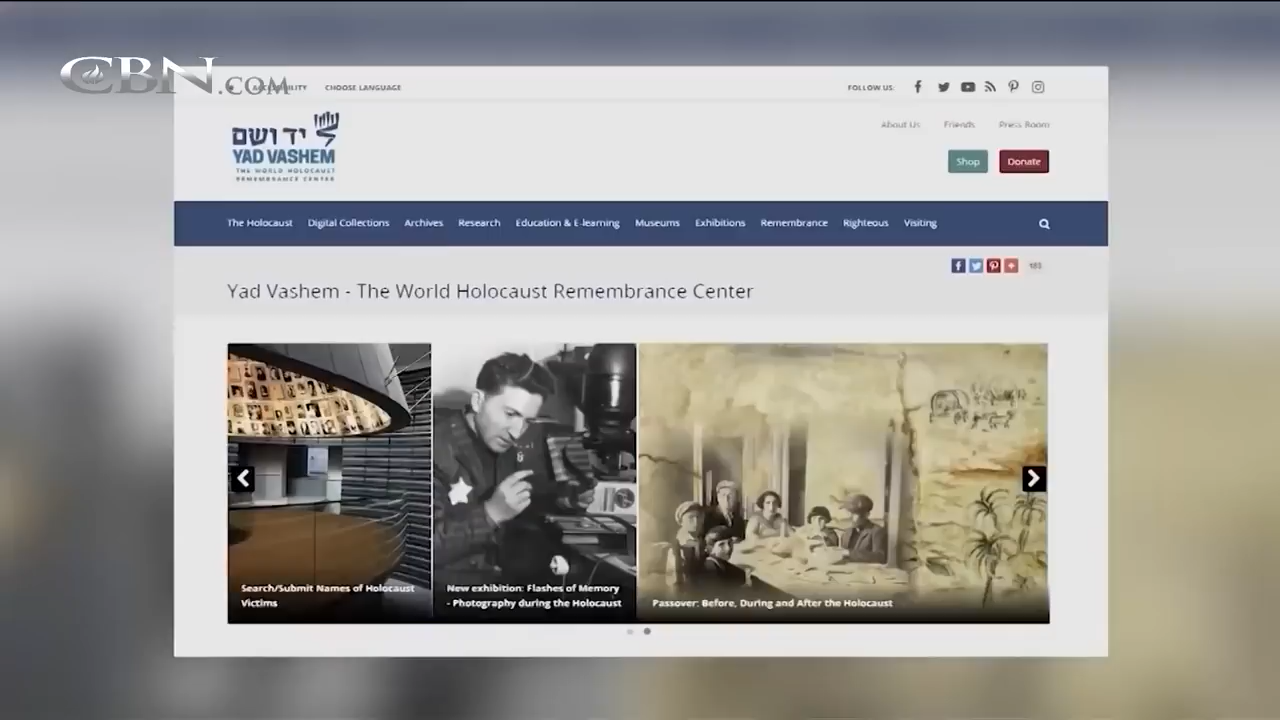 CBN.COM
CHOOSE LANGUAGE
FOLLOW US:
יד ושם
YAD VASHEM
THE WORLD HOLOCAUST
REMEMBRANCE CENTER
About Us Friends Press Room
Shop Donate
The Holocaust Digital Collections Archives Research Education & E-learning Museums Exhibitions Remembrance Righteous Visiting
Yad Vashem - The World Holocaust Remembrance Center
Search/Submit Names of Holocaust
Victims
New exhibition: Flashes of Memory
- Photography during the Holocaust
Passover: Before, During and After the Holocaust